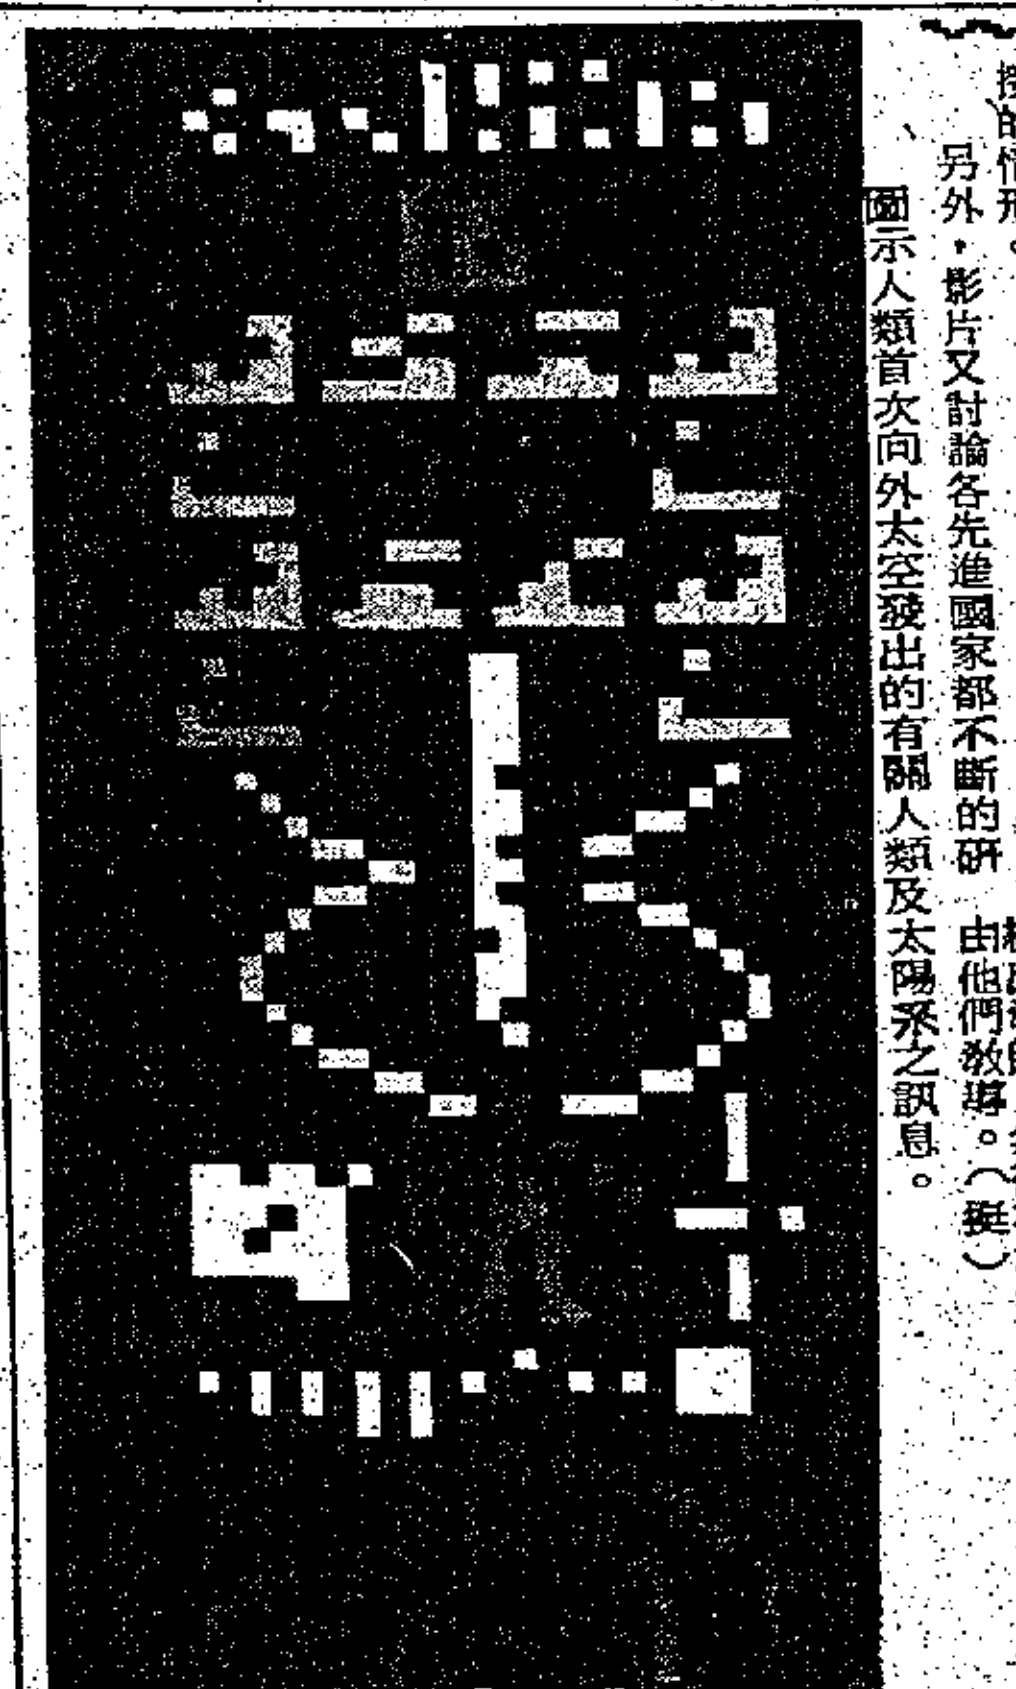 另外，影片又討論各先進國家都不斷的研
由他們教導。（挺）
圖示人類首次向外太空發出的有關人類及太陽系之訊息。